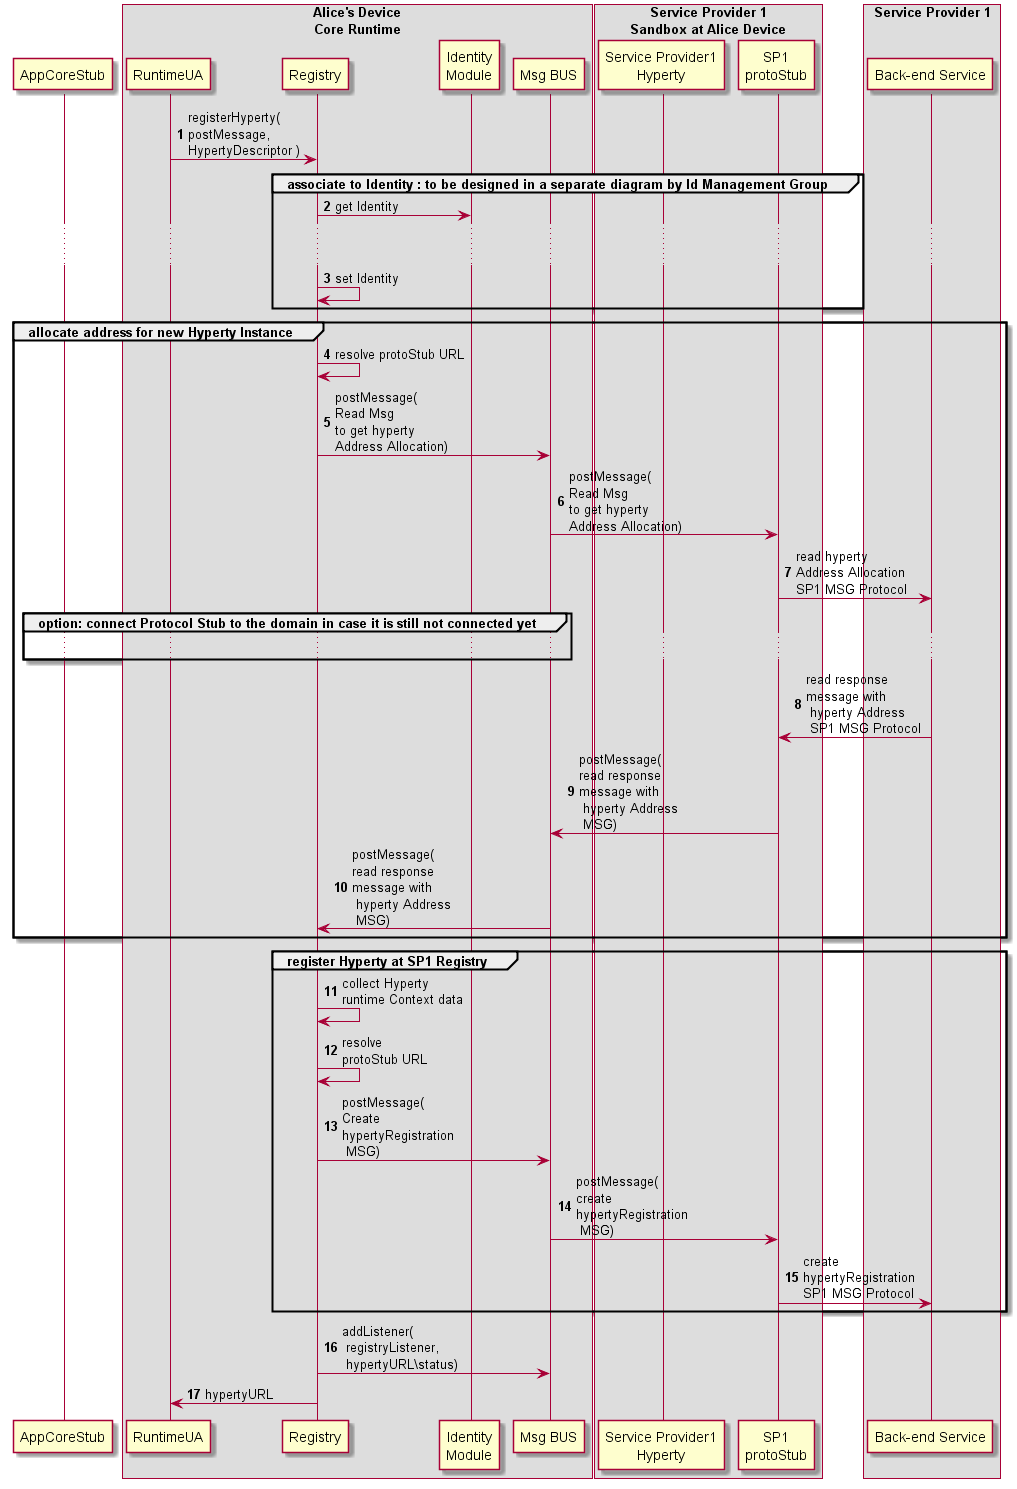 Alice's Device
Core Runtime
Service Provider 1
Sandbox at Alice Device
Service Provider 1
AppCoreStub
RuntimeUA
Registry
Identity
Module
Msg BUS
Service Provider1
Hyperty
SP1
protoStub
Back-end Service
registerHyperty(
1 postMessage,
HypertyDescriptor )
associate to Identity : to be designed in a separate diagram by Id Management Group
2 get Identity
3 set Identity
allocate address for new Hyperty Instance
4 resolve protoStub URL
postMessage(
Read Msg
5 to get hyperty
Address Allocation)
postMessage(
Read Msg
6 to get hyperty
Address Allocation)
read hyperty
7 Address Allocation
SP1 MSG Protocol
option: connect Protocol Stub to the domain in case it is still not connected yet
read response
message with
8 hyperty Address
SP1 MSG Protocol
postMessage(
read response
9 message with
hyperty Address
MSG)
postMessage(
read response
10 message with
hyperty Address
MSG)
register Hyperty at SP1 Registry
11 collect Hyperty
runtime Context data
12 resolve
protoStub URL
postMessage(
Create
13 hypertyRegistration
MSG)
postMessage(
create
14 hypertyRegistration
MSG)
create
15 hypertyRegistration
SP1 MSG Protocol
addListener(
16 registryListener,
hypertyURL\status)
17 hypertyURL
AppCoreStub
RuntimeUA
Registry
Identity
Module
Msg BUS
Service Provider1
Hyperty
SP1
protoStub
Back-end Service